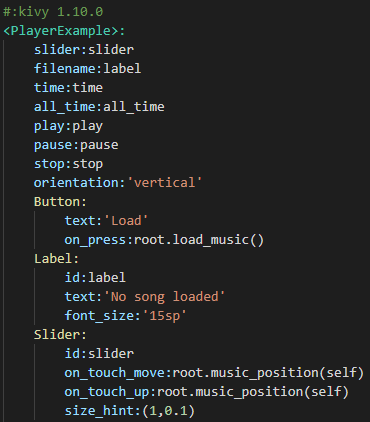 #:kivy 1.10.0
<PlayerExample>:
    slider:slider
    filename:label
    time:time
    all_time:all_time
    play:play
    pause:pause
    stop:stop
    orientation:'vertical'
    Button:
        text:'Load'
        on_press:root.load_music()
    Label:
        id:label
        text:'No song loaded'
        font_size:'15sp'
    Slider:
        id:slider
        on_touch_move:root.music_position(self)
        on_touch_up:root.music_position(self)
        size_hint:(1,0.1)